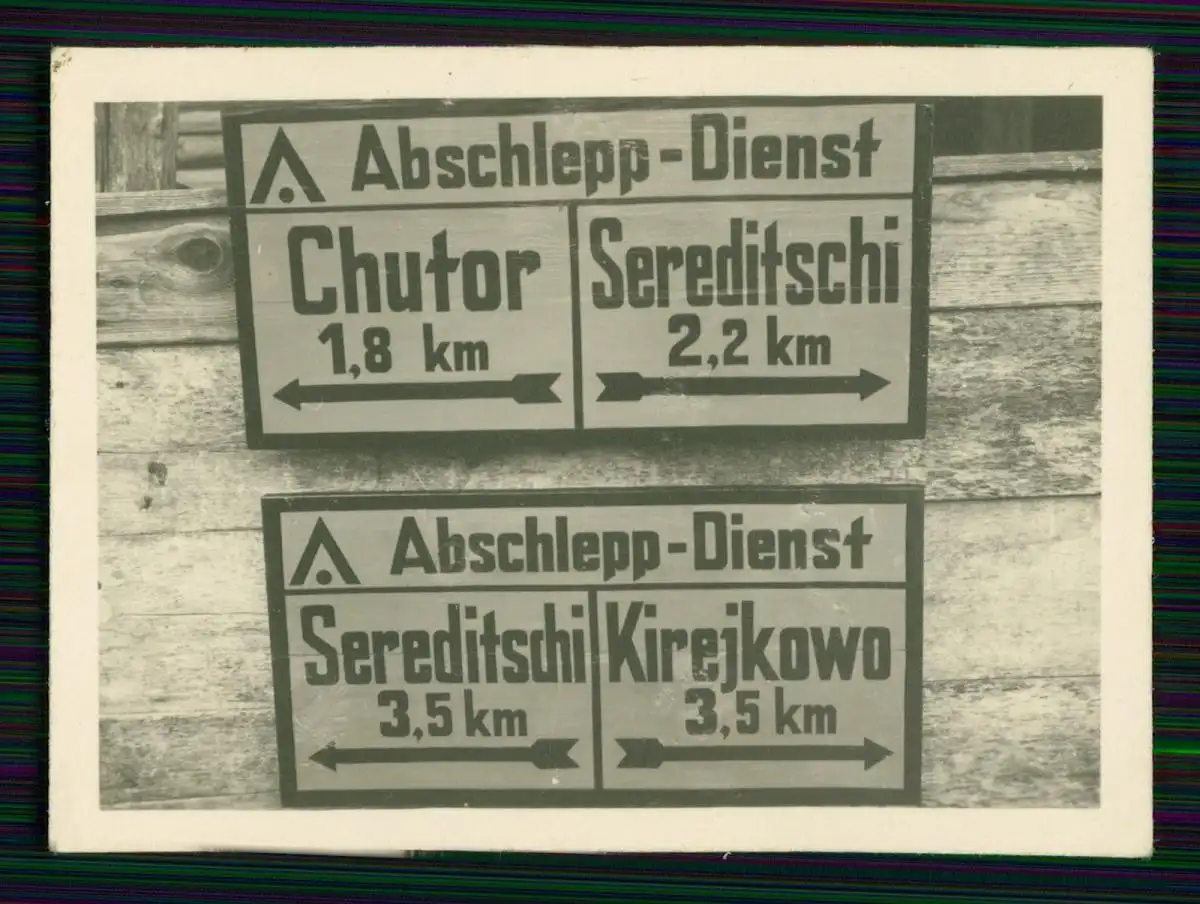 Abschlepp-Dienst
Chutor Sereditschi
1,8 km 2,2 km
Abschlepp-Dienst
Sereditschi Kirejkowo
3,5 km 3,5 km